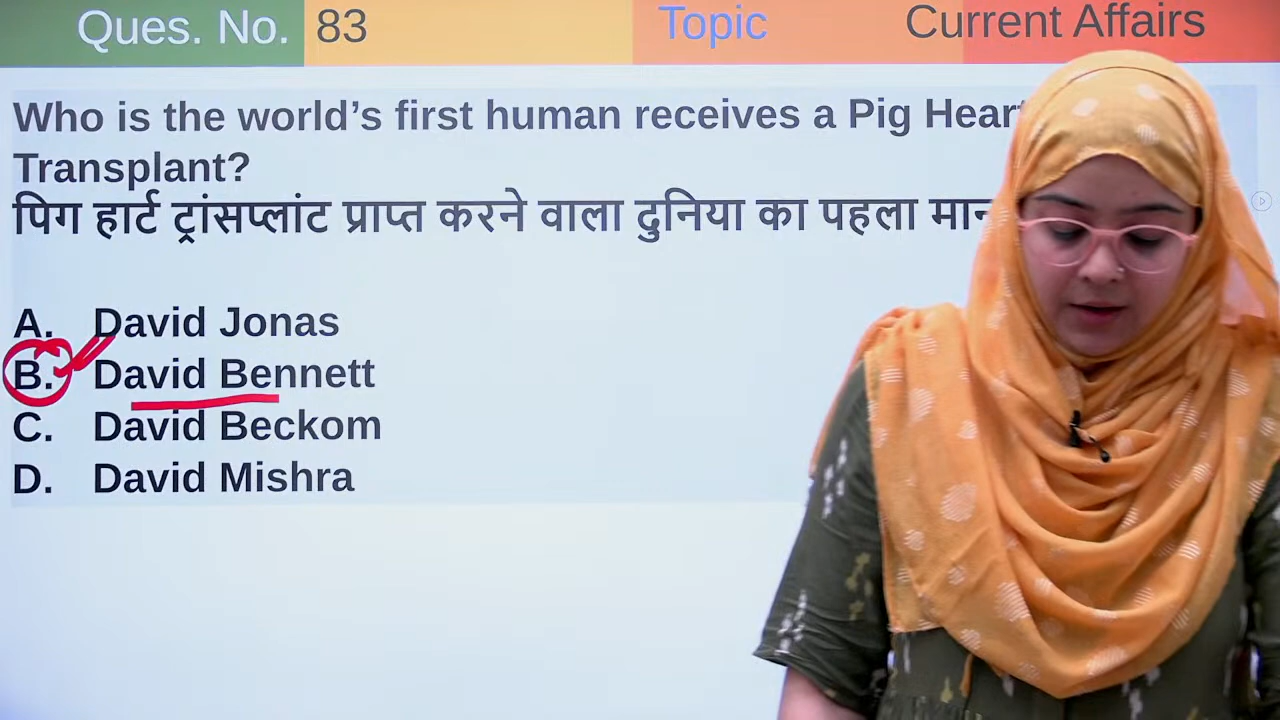 Ques. No. 83 Topic Current Affairs
Who is the world's first human receives a Pig Heart
Transplant?
पिग हार्ट ट्रांसप्लांट प्राप्त करने वाला दुनिया का पहला
A. David Jonas
B. David Bennett
C. David Beckom
D. David Mishra